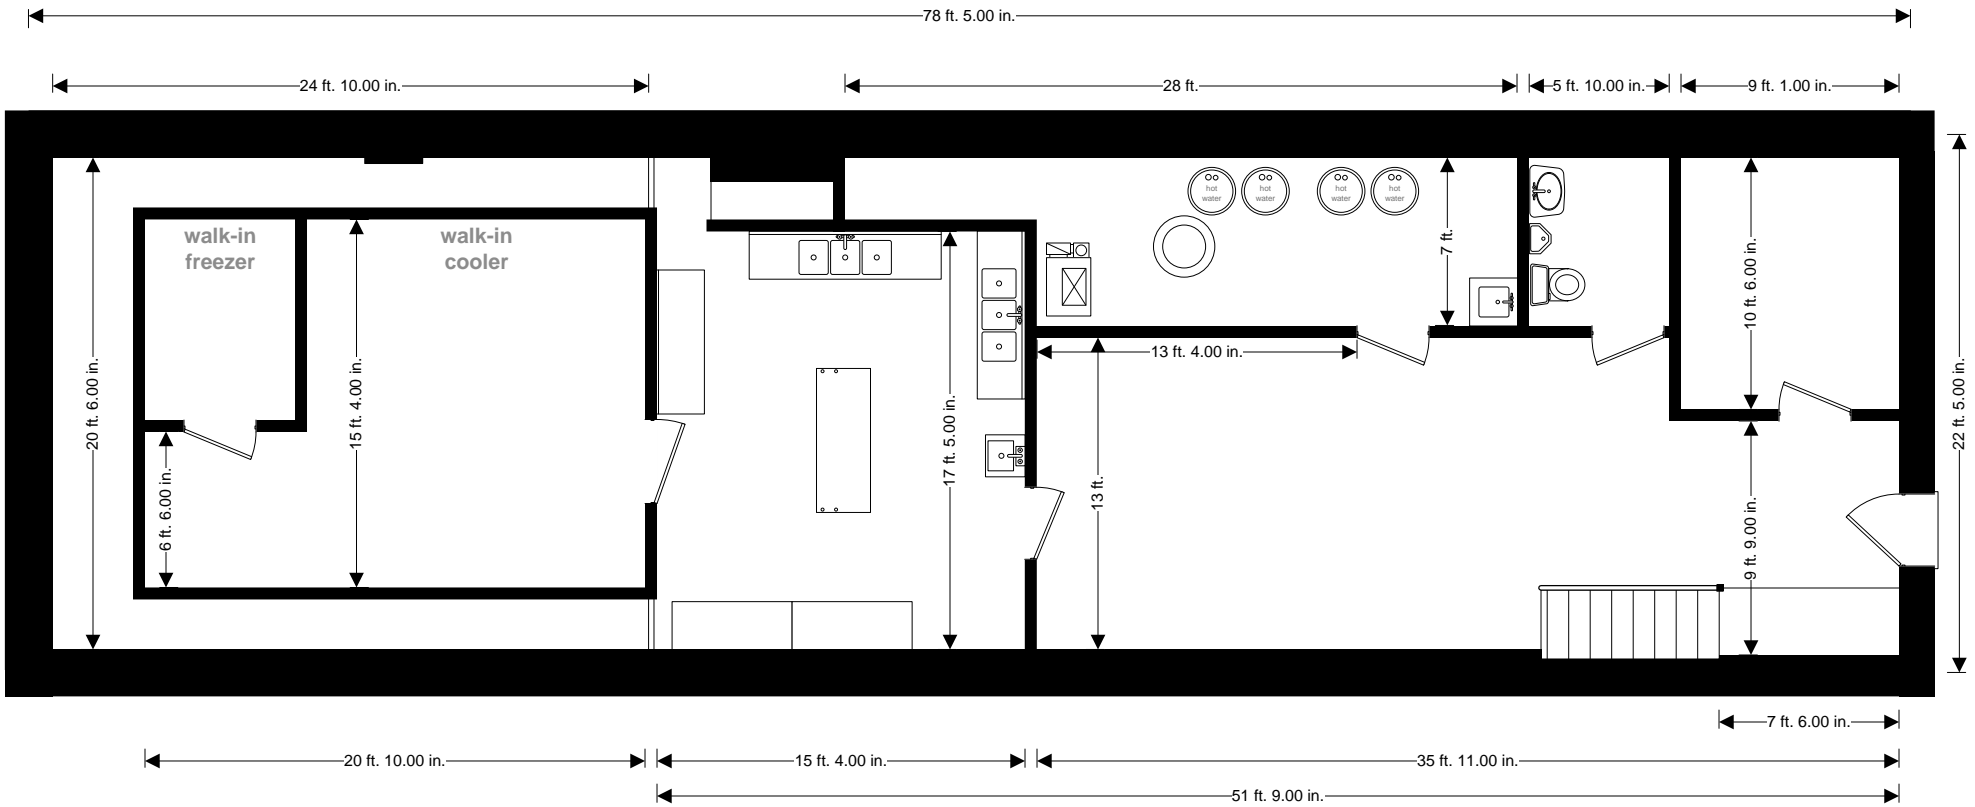 78 ft. 5.00 in.
24 ft. 10.00 in.
28 ft.
5 ft. 10.00 in.
9 ft. 1.00 in.
hot
water
hot
water
hot
water
hot
water
walk-in
freezer
walk-in
cooler
20 ft. 6.00 in.
15 ft. 4.00 in.
6 ft. 6.00 in.
17 ft. 5.00 in.
7 ft.
10 ft. 6.00 in.
13 ft. 4.00 in.
13 ft.
9 ft. 9.00 in.
22 ft. 5.00 in.
7 ft. 6.00 in.
20 ft. 10.00 in.
15 ft. 4.00 in.
35 ft. 11.00 in.
51 ft. 9.00 in.